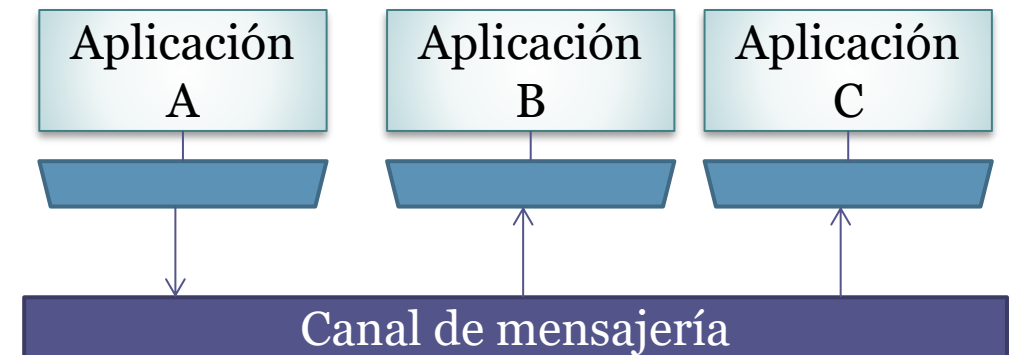 Aplicación
A
Aplicación
B
Aplicación
C
Canal de mensajería